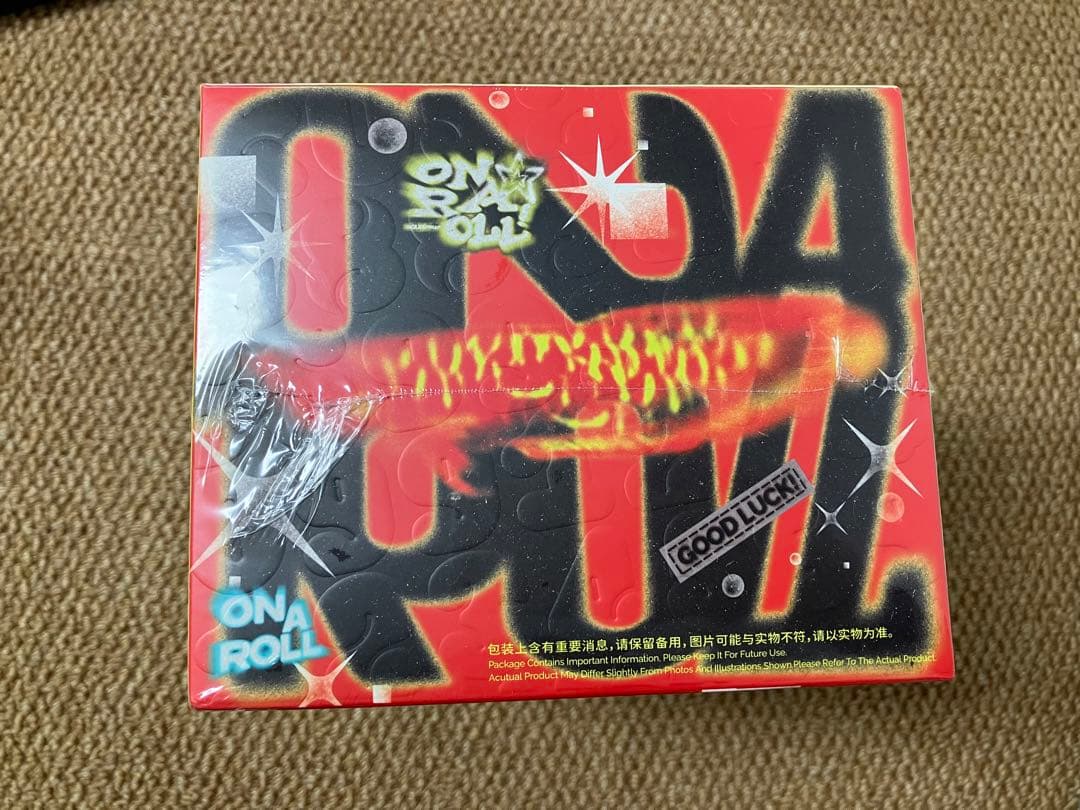 ON A
ROLL
ON
RA
OLL
GOOD LUCK!
ON A
ROLL
包装上含有重要消息，请保留备用，图片可能与实物不符，请以实物为准。
Package Contains Important Information, Please Keep It For Future Use.
Acutual Product May Differ Slightly From Photos And Illustrations Shown,Please Refer To The Actual Product.